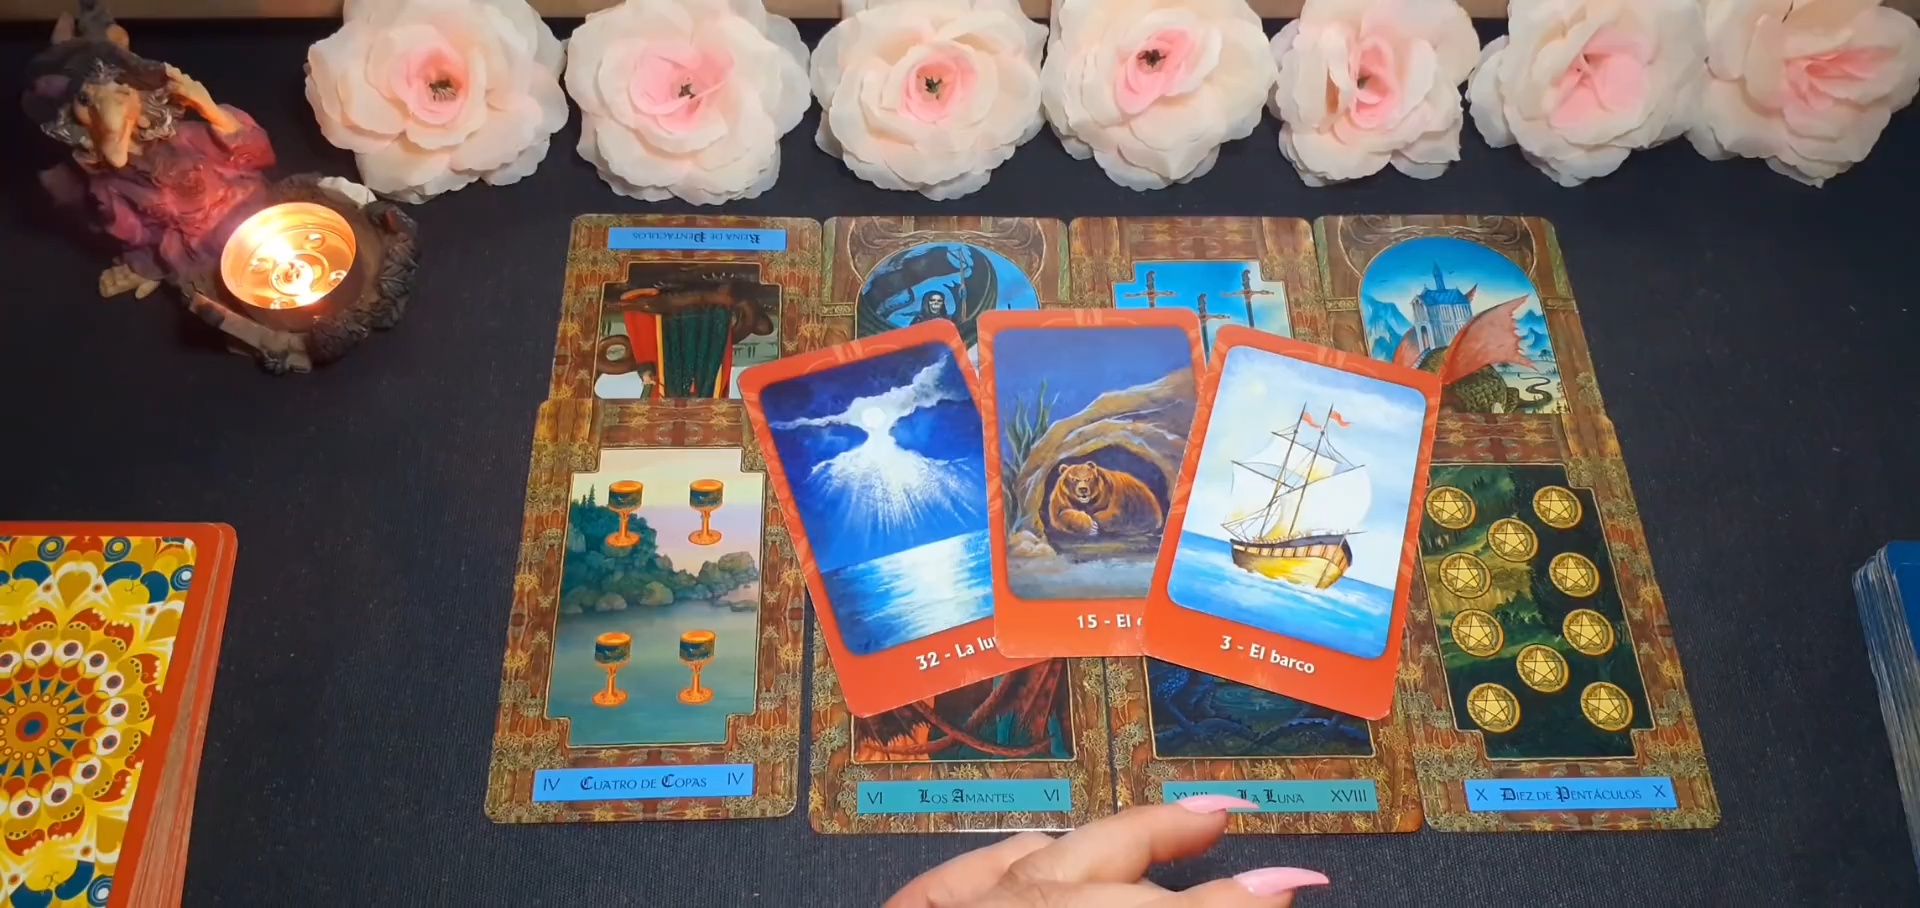 REINA DE PENTÁCULOS
32 - La lu
15 - El
3 - El barco
IV CUATRO DE COPAS IV
VI LOS AMANTES VI
XVIII LA LUNA XVIII
X DIEZ DE PENTÁCULOS X